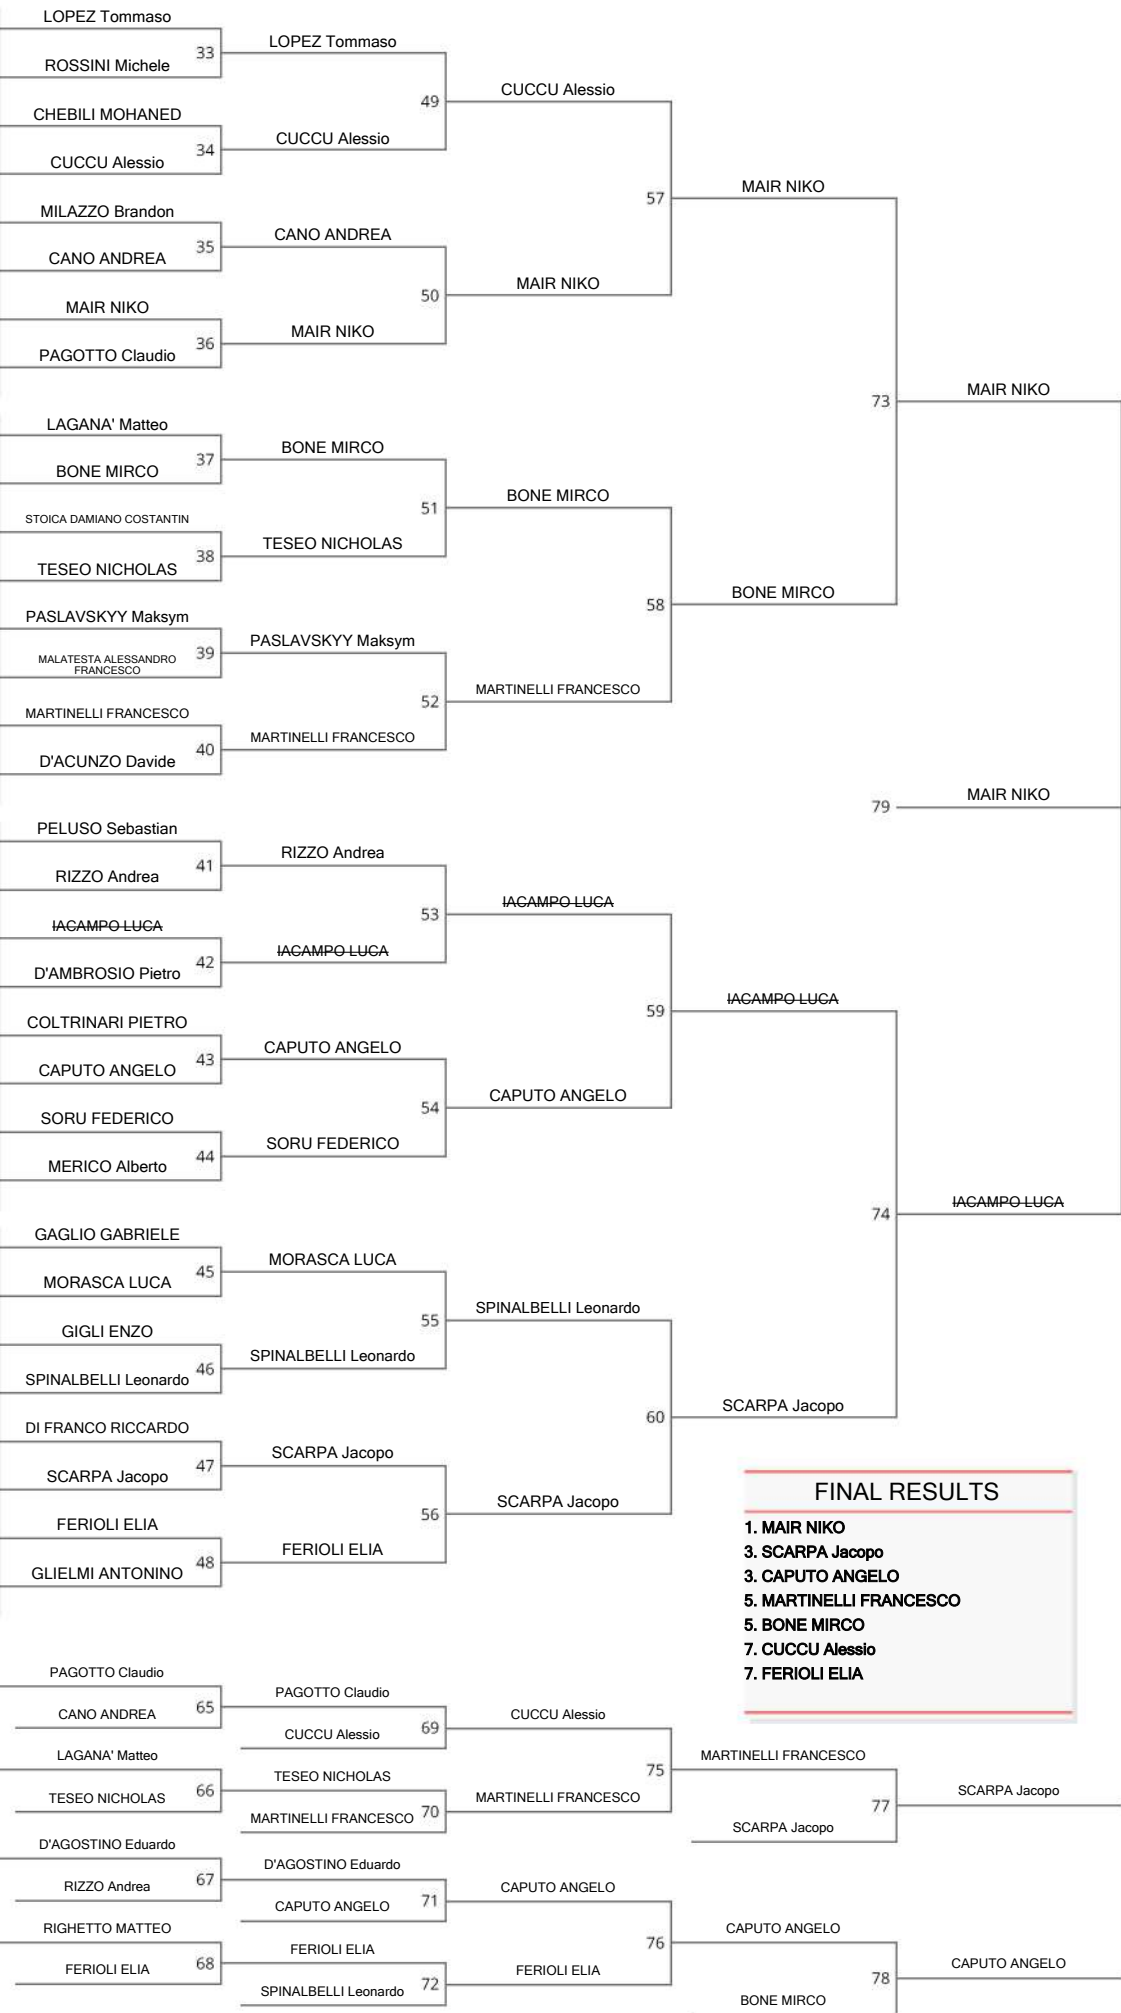 LOPEZ Tommaso
33
LOPEZ Tommaso
ROSSINI Michele
49
CUCCU Alessio
CHEBILI MOHANED
34
CUCCU Alessio
CUCCU Alessio
57
MAIR NIKO
MILAZZO Brandon
35
CANO ANDREA
CANO ANDREA
50
MAIR NIKO
MAIR NIKO
36
MAIR NIKO
PAGOTTO Claudio
73
MAIR NIKO
LAGANA' Matteo
37
BONE MIRCO
BONE MIRCO
51
BONE MIRCO
STOICA DAMIANO COSTANTIN
38
TESEO NICHOLAS
TESEO NICHOLAS
58
BONE MIRCO
PASLAVSKYY Maksym
39
PASLAVSKYY Maksym
MALATESTA ALESSANDRO
FRANCESCO
52
MARTINELLI FRANCESCO
MARTINELLI FRANCESCO
40
MARTINELLI FRANCESCO
D'ACUNZO Davide
79
MAIR NIKO
PELUSO Sebastian
41
RIZZO Andrea
RIZZO Andrea
53
IACAMPO LUCA
IACAMPO LUCA
42
IACAMPO LUCA
D'AMBROSIO Pietro
59
IACAMPO LUCA
COLTRINARI PIETRO
43
CAPUTO ANGELO
CAPUTO ANGELO
54
CAPUTO ANGELO
SORU FEDERICO
44
SORU FEDERICO
MERICO Alberto
74
IACAMPO LUCA
GAGLIO GABRIELE
45
MORASCA LUCA
MORASCA LUCA
55
SPINALBELLI Leonardo
GIGLI ENZO
46
SPINALBELLI Leonardo
SPINALBELLI Leonardo
60
SCARPA Jacopo
DI FRANCO RICCARDO
47
SCARPA Jacopo
SCARPA Jacopo
56
SCARPA Jacopo
FERIOLI ELIA
48
FERIOLI ELIA
GLIELMI ANTONINO
FINAL RESULTS
1. MAIR NIKO
3. SCARPA Jacopo
3. CAPUTO ANGELO
5. MARTINELLI FRANCESCO
5. BONE MIRCO
7. CUCCU Alessio
7. FERIOLI ELIA
PAGOTTO Claudio
65
PAGOTTO Claudio
CANO ANDREA
69
CUCCU Alessio
CUCCU Alessio
75
MARTINELLI FRANCESCO
LAGANA' Matteo
66
TESEO NICHOLAS
TESEO NICHOLAS
70
MARTINELLI FRANCESCO
MARTINELLI FRANCESCO
77
SCARPA Jacopo
SCARPA Jacopo
D'AGOSTINO Eduardo
67
D'AGOSTINO Eduardo
RIZZO Andrea
71
CAPUTO ANGELO
CAPUTO ANGELO
76
CAPUTO ANGELO
RIGHETTO MATTEO
68
FERIOLI ELIA
FERIOLI ELIA
72
FERIOLI ELIA
SPINALBELLI Leonardo
78
CAPUTO ANGELO
BONE MIRCO